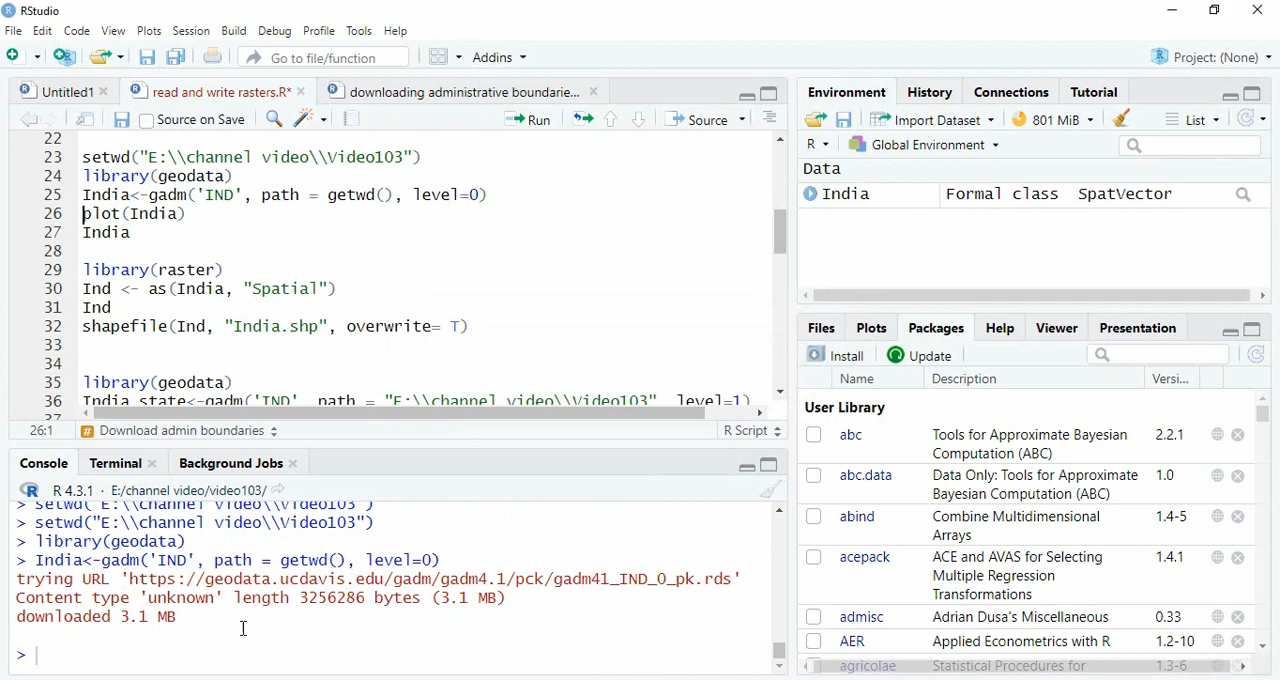 RStudio
File Edit Code View Plots Session Build Debug Profile Tools Help
Go to file/function Addins Project: (None)
Untitled1 read and write rasters.R* downloading administrative boundarie...
Source on Save Run Source
22
23 setwd("E:\\channel video\\Video103")
24 library(geodata)
25 India<-gadm('IND', path = getwd(), level=0)
26 plot(India)
27 India
28
29 library(raster)
30 Ind <- as(India, "Spatial")
31 Ind
32 shapefile(Ind, "India.shp", overwrite= T)
33
34
35 library(geodata)
36 India_state<-gadm('IND', path = "E:\\channel video\\Video103", level=1)
37
26:1 Download admin boundaries R Script
Console Terminal Background Jobs
R 4.3.1 · E:/channel video/video103/
> setwd("E:\\channel video\\Video103")
> setwd("E:\\channel video\\Video103")
> library(geodata)
> India<-gadm('IND', path = getwd(), level=0)
trying URL 'https://geodata.ucdavis.edu/gadm/gadm4.1/pck/gadm41_IND_0_pk.rds'
Content type 'unknown' length 3256286 bytes (3.1 MB)
downloaded 3.1 MB
>
Environment History Connections Tutorial
Import Dataset 801 MiB List
R Global Environment
Data
India Formal class SpatVector
Files Plots Packages Help Viewer Presentation
Install Update
Name Description Versi...
User Library
abc Tools for Approximate Bayesian Computation (ABC) 2.2.1
abc.data Data Only: Tools for Approximate Bayesian Computation (ABC) 1.0
abind Combine Multidimensional Arrays 1.4-5
acepack ACE and AVAS for Selecting Multiple Regression Transformations 1.4.1
admisc Adrian Dusa's Miscellaneous 0.33
AER Applied Econometrics with R 1.2-10
agricolae Statistical Procedures for 1.3-6